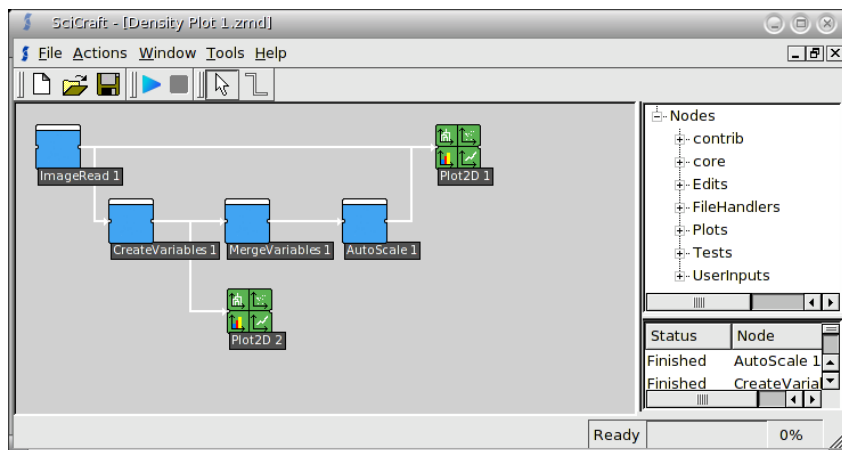 SciCraft - [Density Plot 1.zmd]
File Actions Window Tools Help
ImageRead 1
Plot2D 1
CreateVariables 1
MergeVariables 1
AutoScale 1
Plot2D 2
Nodes
contrib
core
Edits
FileHandlers
Plots
Tests
UserInputs
Status Node
Finished AutoScale 1
Finished CreateVarial
Ready 0%